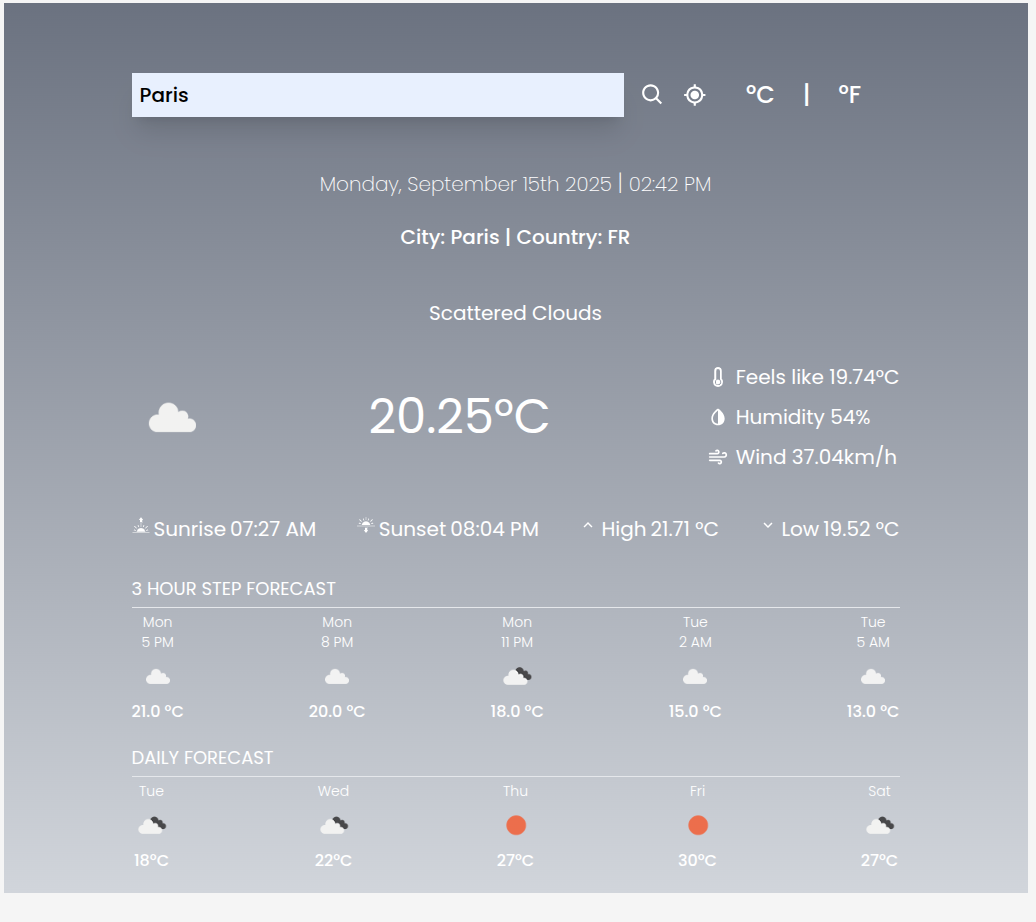 Paris
°C | °F
Monday, September 15th 2025 | 02:42 PM
City: Paris | Country: FR
Scattered Clouds
20.25°C
Feels like 19.74°C
Humidity 54%
Wind 37.04km/h
Sunrise 07:27 AM Sunset 08:04 PM High 21.71 °C Low 19.52 °C
3 HOUR STEP FORECAST
Mon Mon Mon Tue Tue
5 PM 8 PM 11 PM 2 AM 5 AM
21.0 °C 20.0 °C 18.0 °C 15.0 °C 13.0 °C
DAILY FORECAST
Tue Wed Thu Fri Sat
18°C 22°C 27°C 30°C 27°C